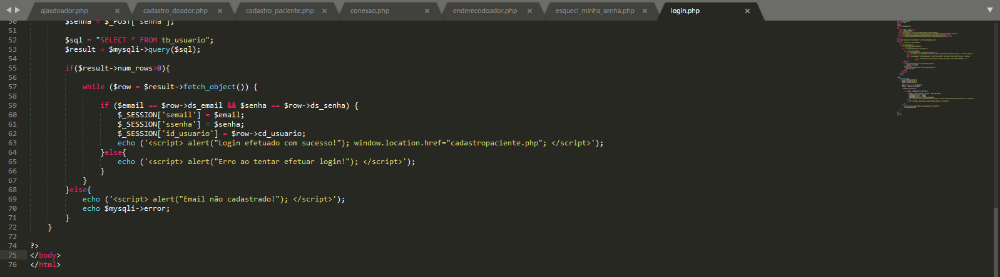 ajaxdoador.php × cadastro_doador.php × cadastro_paciente.php × conexao.php × enderecodoador.php × esqueci_minha_senha.php × login.php ×
50 $senha = $_POST['senha'];
51
52 $sql = "SELECT * FROM tb_usuario";
53 $result = $mysqli->query($sql);
54
55 if($result->num_rows>0){
56
57 while ($row = $result->fetch_object()) {
58
59 if ($email == $row->ds_email && $senha == $row->ds_senha) {
60 $_SESSION['semail'] = $email;
61 $_SESSION['ssenha'] = $senha;
62 $_SESSION['id_usuario'] = $row->cd_usuario;
63 echo ('<script> alert("Login efetuado com sucesso!"); window.location.href="cadastropaciente.php"; </script>');
64 }else{
65 echo ('<script> alert("Erro ao tentar efetuar login!"); </script>');
66 }
67 }
68 }else{
69 echo ('<script> alert("Email não cadastrado!"); </script>');
70 echo $mysqli->error;
71 }
72 }
73
74 ?>
75 </body>
76 </html>